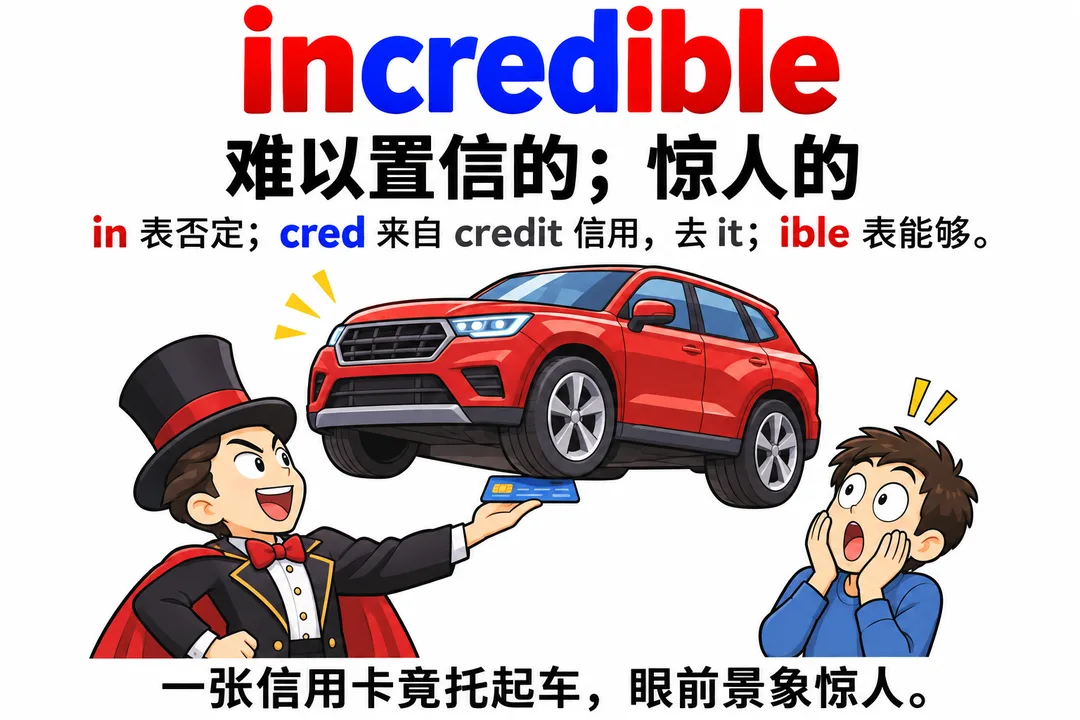 incredible
难以置信的；惊人的
in 表否定；cred 来自 credit 信用，去 it；ible 表能够。
一张信用卡竟托起车，眼前景象惊人。